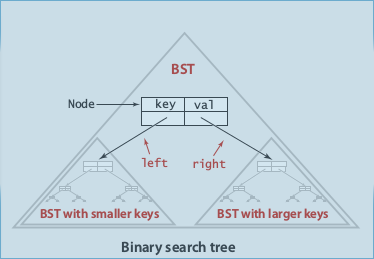 BST
Node
key val
left
right
BST with smaller keys
BST with larger keys
Binary search tree